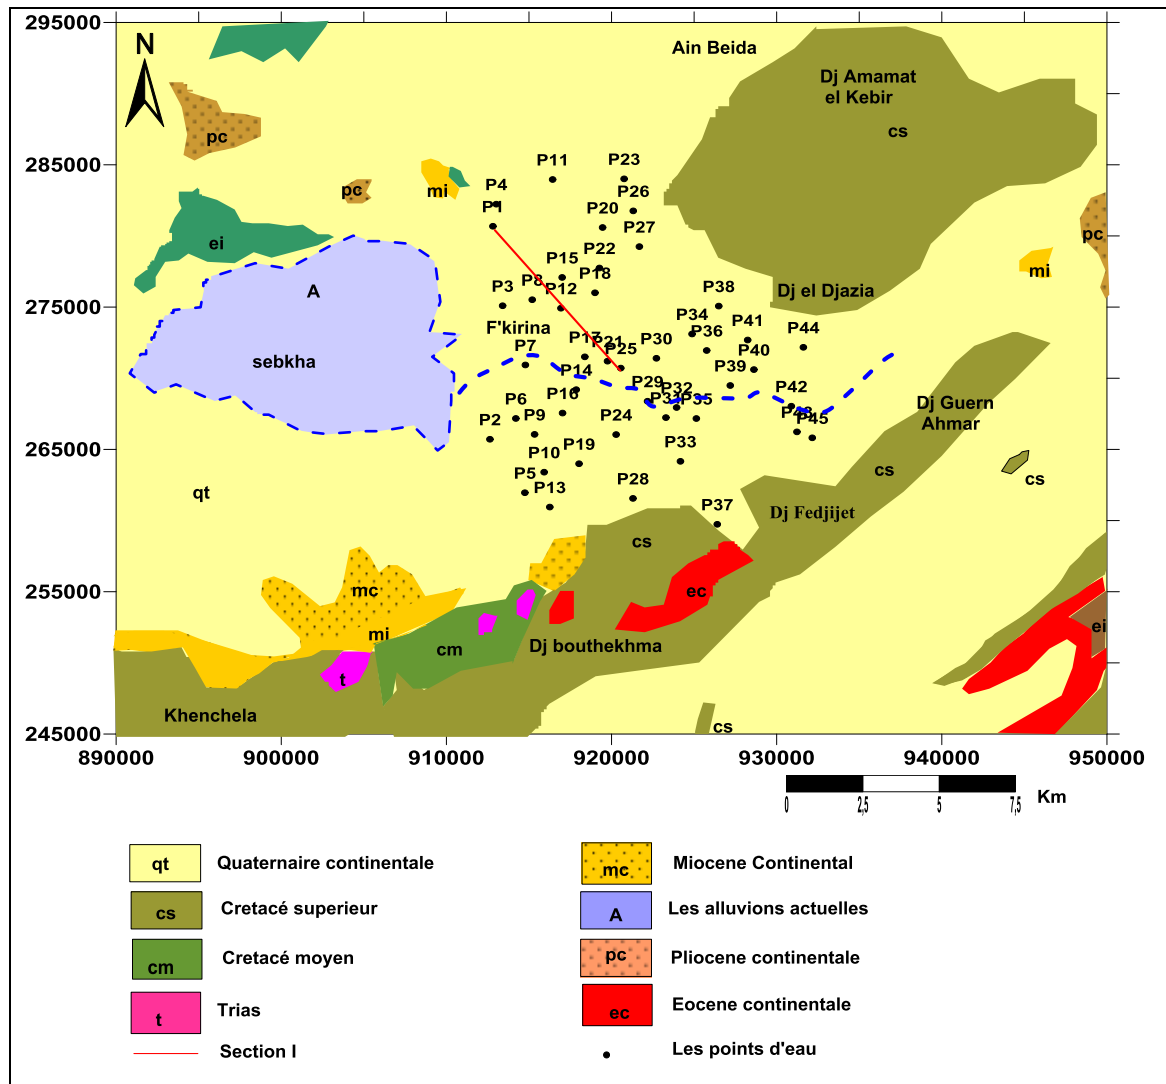 295000
N
Ain Beida
Dj Amamat
el Kebir
cs
pc
285000
P11
P23
pc
mi
P4
P26
P1
P20
P27
pc
ei
P22
mi
P15
P18
A
P3
P8
P12
P38
Dj el Djazia
275000
F'kirina
P34
P41
P44
P17
P21
P36
P7
P25
P30
P40
sebkha
P14
P39
P29
P32
P42
P6
P16
P31
P35
P43
P45
P2
P9
P24
Dj Guern
Ahmar
265000
P10
P19
P33
cs
cs
P5
P13
P28
qt
P37
Dj Fedjijet
cs
255000
mc
ec
mi
cm
Dj bouthekhma
ei
t
Khenchela
cs
245000
890000 900000 910000 920000 930000 940000 950000
0 2,5 5 7,5 Km
qt Quaternaire continentale
cs Cretacé superieur
cm Cretacé moyen
t Trias
Section I
mc Miocene Continental
A Les alluvions actuelles
pc Pliocene continentale
ec Eocene continentale
Les points d'eau